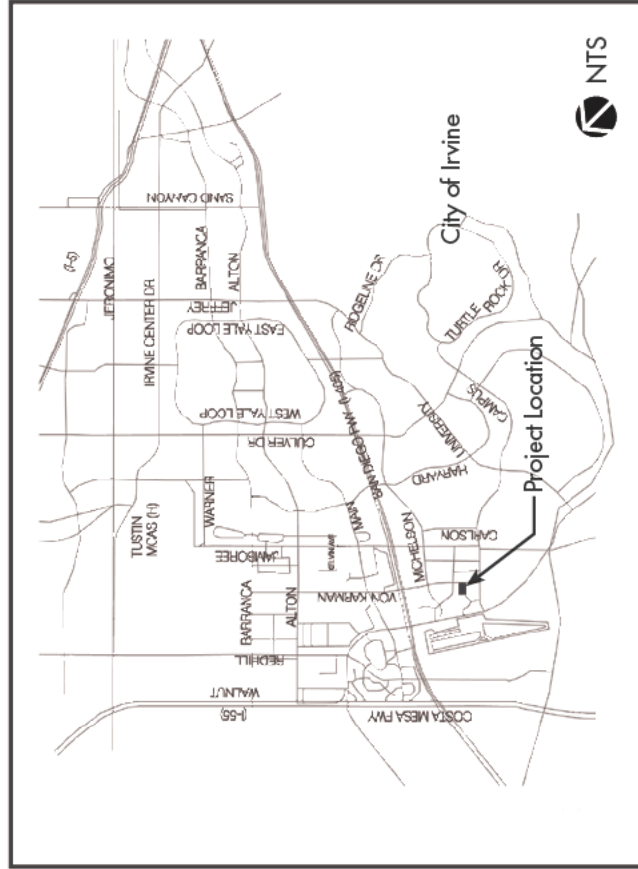 (I-5)
JERONIMO
IRVINE CENTER DR
SAND CANYON
BARRANCA
ALTON
JEFFREY
EAST YALE LOOP
WEST YALE LOOP
CULVER DR
TUSTIN
MCAS (H)
WARNER
JAMBOREE
BARRANCA
ALTON
REDHILL
WALNUT
(I-55)
COSTA MESA FWY
VON KARMAN
KELVIN AVE
MAIN
SAN DIEGO FWY (I-405)
MICHELSON
CARLSON
HARVARD
UNIVERSITY
CAMPUS
RIDGELINE DR
TURTLE
ROCK DR
City of Irvine
Project Location
NTS